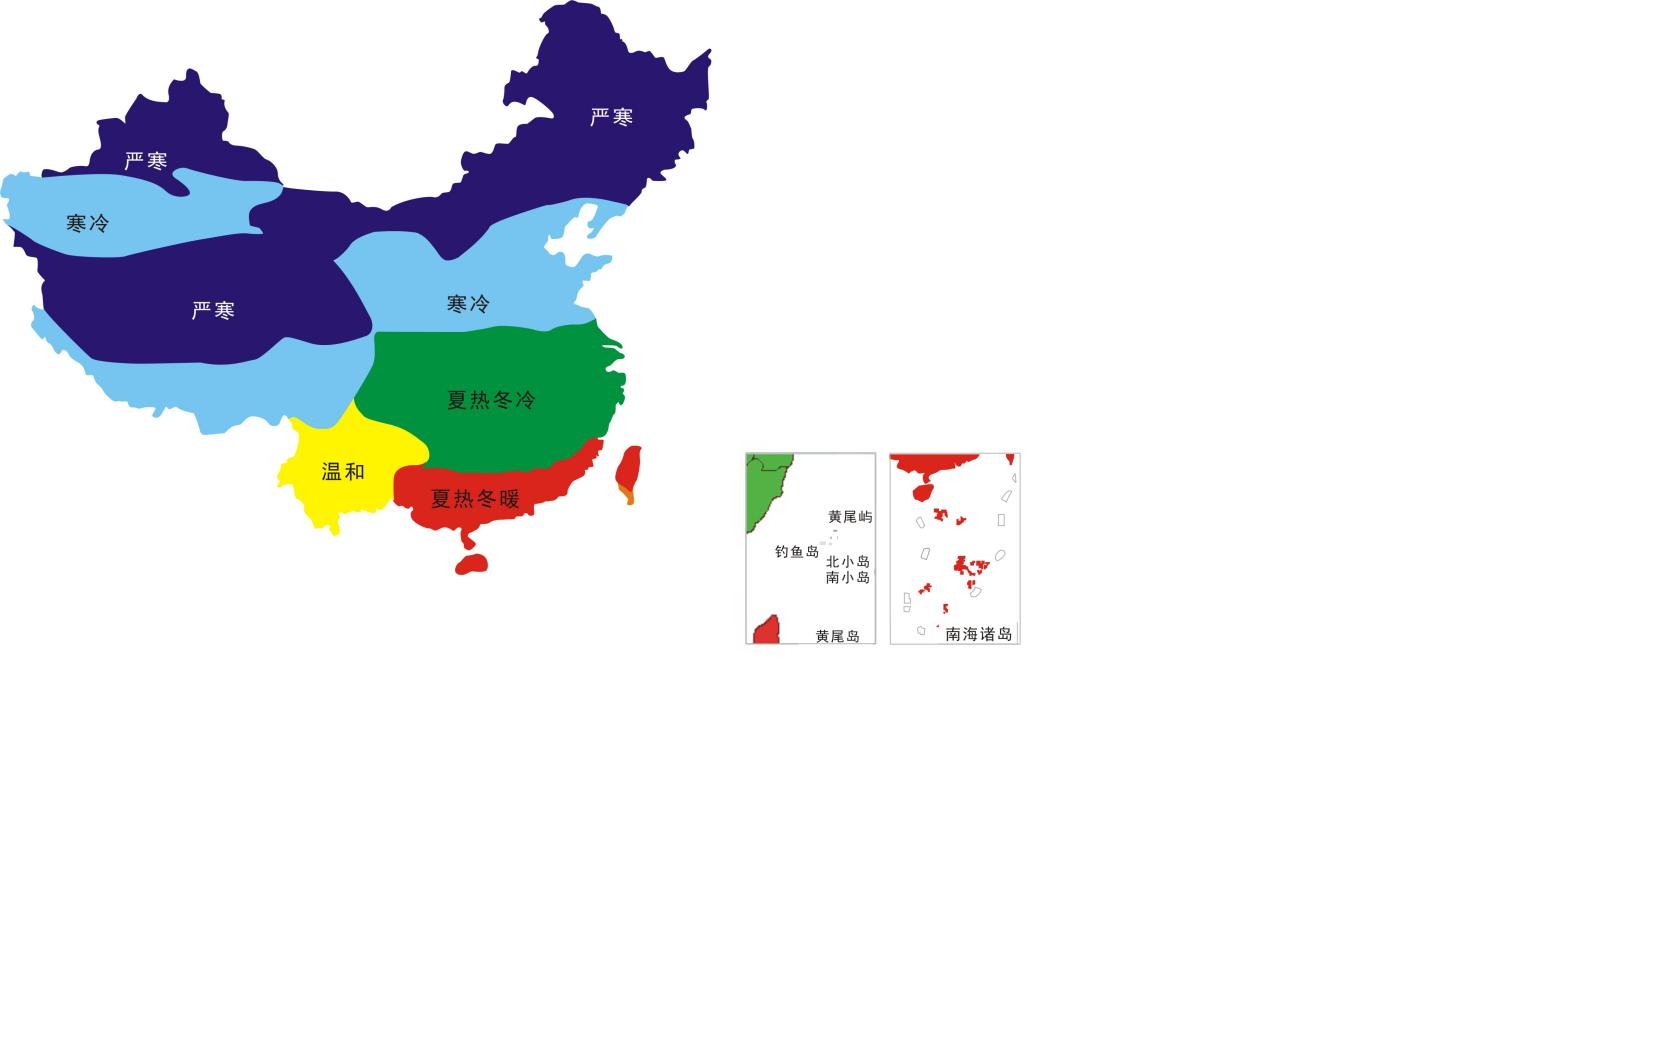 严寒
严寒
寒冷
严寒
寒冷
夏热冬冷
温和
夏热冬暖
黄尾屿
钓鱼岛
北小岛
南小岛
黄尾岛
南海诸岛